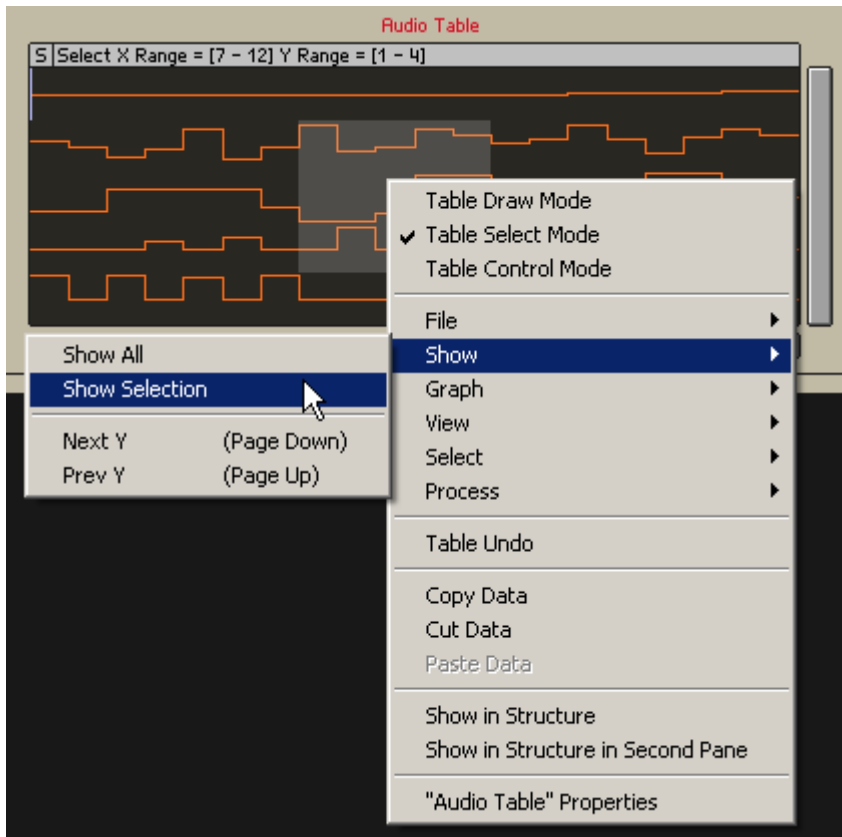 Audio Table
S Select X Range = [7 - 12] Y Range = [1 - 4]
Table Draw Mode
Table Select Mode
Table Control Mode
File
Show
Graph
View
Select
Process
Table Undo
Copy Data
Cut Data
Paste Data
Show in Structure
Show in Structure in Second Pane
"Audio Table" Properties
Show All
Show Selection
Next Y (Page Down)
Prev Y (Page Up)